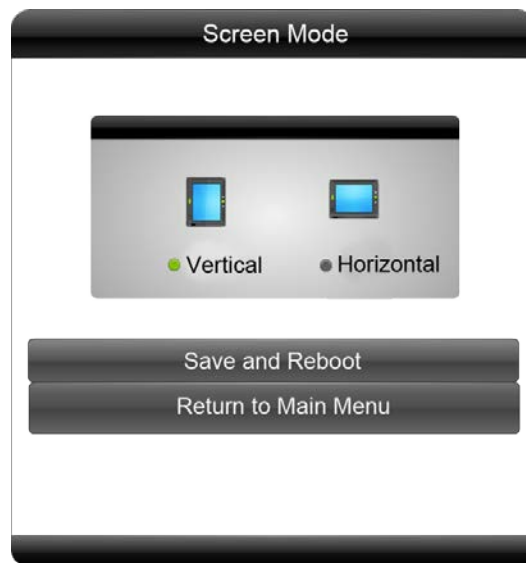 Screen Mode
Vertical
Horizontal
Save and Reboot
Return to Main Menu